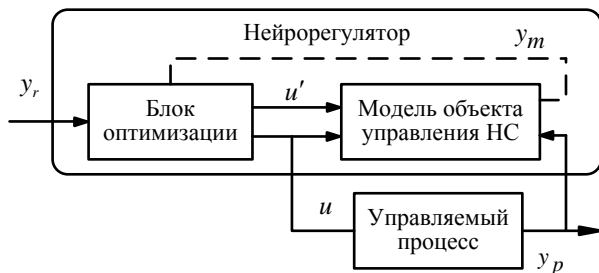 Нейрорегулятор
y_m
y_r
Блок
оптимизации
u'
Модель объекта
управления НС
u
Управляемый
процесс
y_p